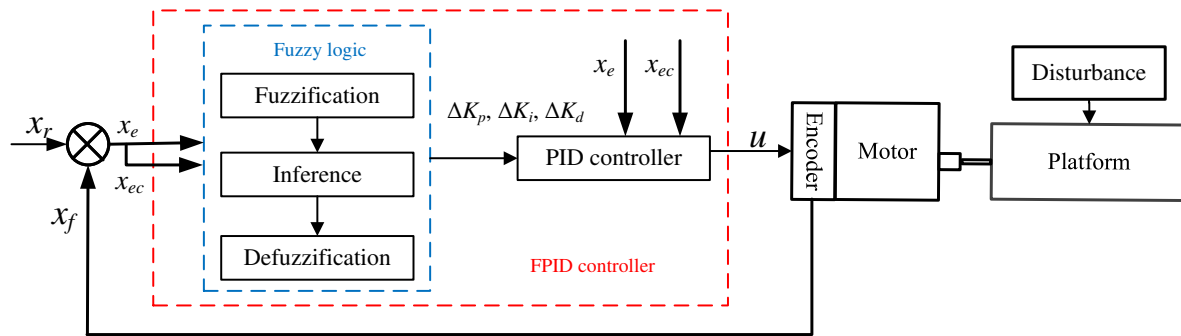 x_r
x_e
x_ec
x_f
Fuzzy logic
Fuzzification
Inference
Defuzzification
ΔK_p, ΔK_i, ΔK_d
x_e
x_ec
PID controller
FPID controller
u
Encoder
Motor
Disturbance
Platform